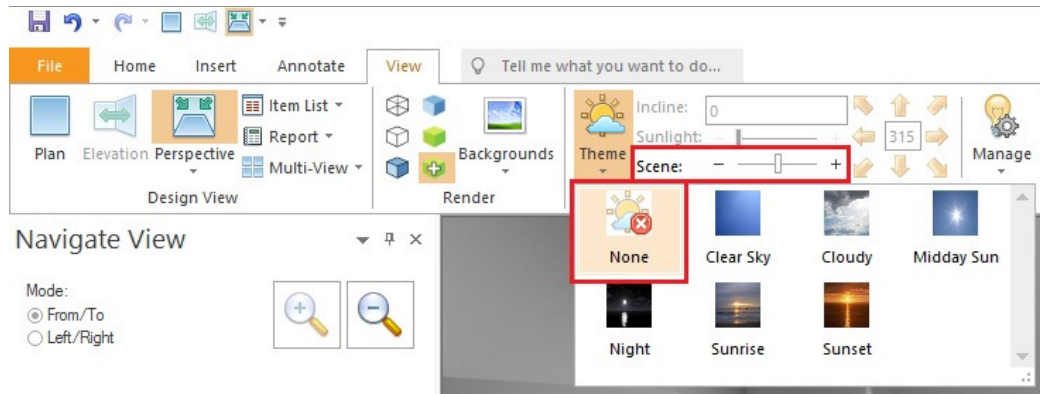 File Home Insert Annotate View Tell me what you want to do...
Item List
Incline: 0
Report
Sunlight: 315
Plan Elevation Perspective Multi-View Backgrounds Theme Scene: Manage
Design View Render
Navigate View
None Clear Sky Cloudy Midday Sun
Mode:
From/To
Left/Right
Night Sunrise Sunset